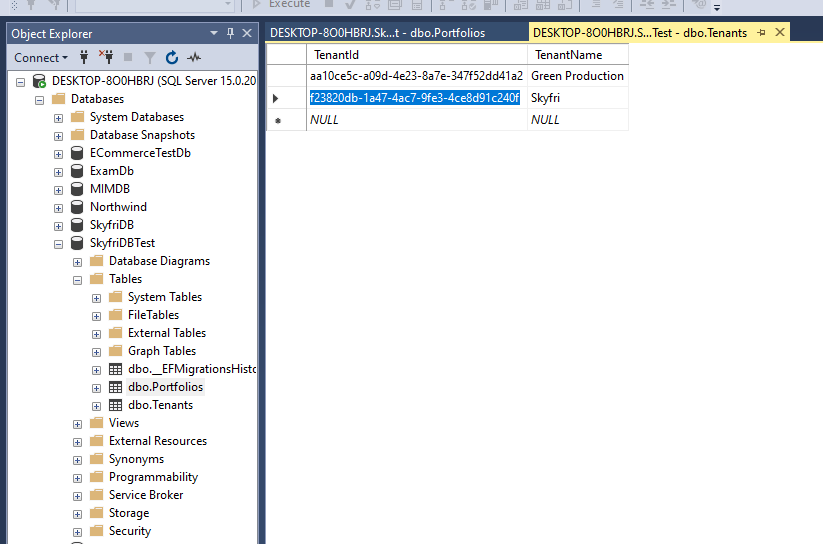 Execute
Object Explorer
Connect
DESKTOP-8O0HBRJ (SQL Server 15.0.20
Databases
System Databases
Database Snapshots
ECommerceTestDb
ExamDb
MIMDB
Northwind
SkyfriDB
SkyfriDBTest
Database Diagrams
Tables
System Tables
FileTables
External Tables
Graph Tables
dbo.__EFMigrationsHisto
dbo.Portfolios
dbo.Tenants
Views
External Resources
Synonyms
Programmability
Service Broker
Storage
Security
DESKTOP-8O0HBRJ.Sk...t - dbo.Portfolios
DESKTOP-8O0HBRJ.S...Test - dbo.Tenants
TenantId TenantName
aa10ce5c-a09d-4e23-8a7e-347f52dd41a2 Green Production
f23820db-1a47-4ac7-9fe3-4ce8d91c240f Skyfri
NULL NULL